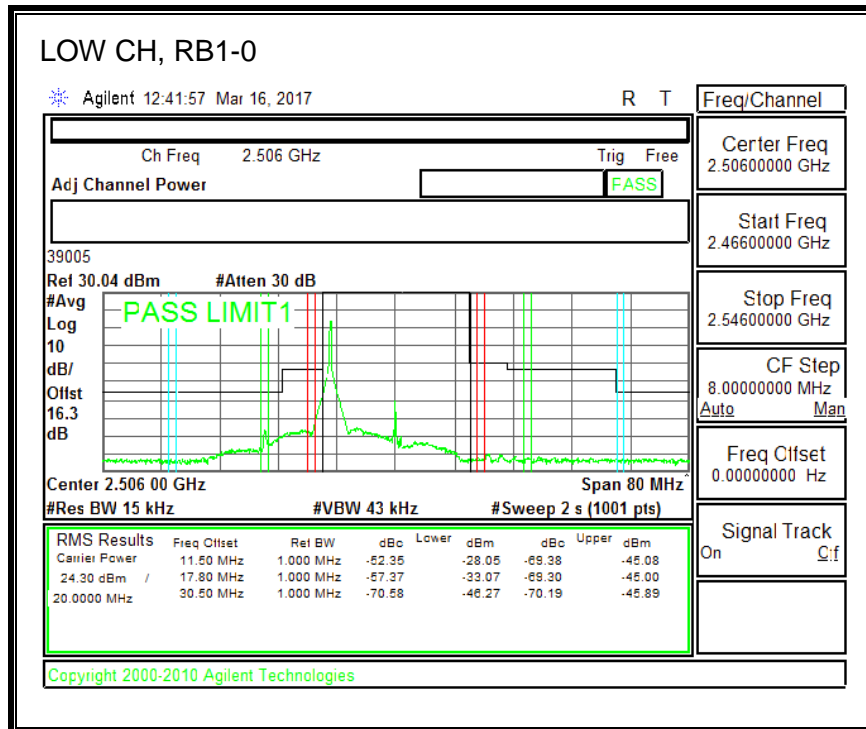 LOW CH, RB1-0
Agilent 12:41:57 Mar 16, 2017 R T
Freq/Channel
Ch Freq 2.506 GHz Trig Free
Adj Channel Power PASS
Center Freq
2.50600000 GHz
Start Freq
2.46600000 GHz
Stop Freq
2.54600000 GHz
CF Step
8.00000000 MHz
Auto Man
Freq Offset
0.00000000 Hz
Signal Track
On Off
39005
Ref 30.04 dBm #Atten 30 dB
#Avg
Log
10
dB/
Offst
16.3
dB
PASS LIMIT1
Center 2.506 00 GHz Span 80 MHz^
#Res BW 15 kHz #VBW 43 kHz #Sweep 2 s (1001 pts)
RMS Results Freq Offset Ref BW dBc Lower dBm dBc Upper dBm
Carrier Power 11.50 MHz 1.000 MHz -52.35 -28.05 -69.38 -45.08
24.30 dBm / 17.80 MHz 1.000 MHz -57.37 -33.07 -69.30 -45.00
20.0000 MHz 30.50 MHz 1.000 MHz -70.58 -46.27 -70.19 -45.89
Copyright 2000-2010 Agilent Technologies